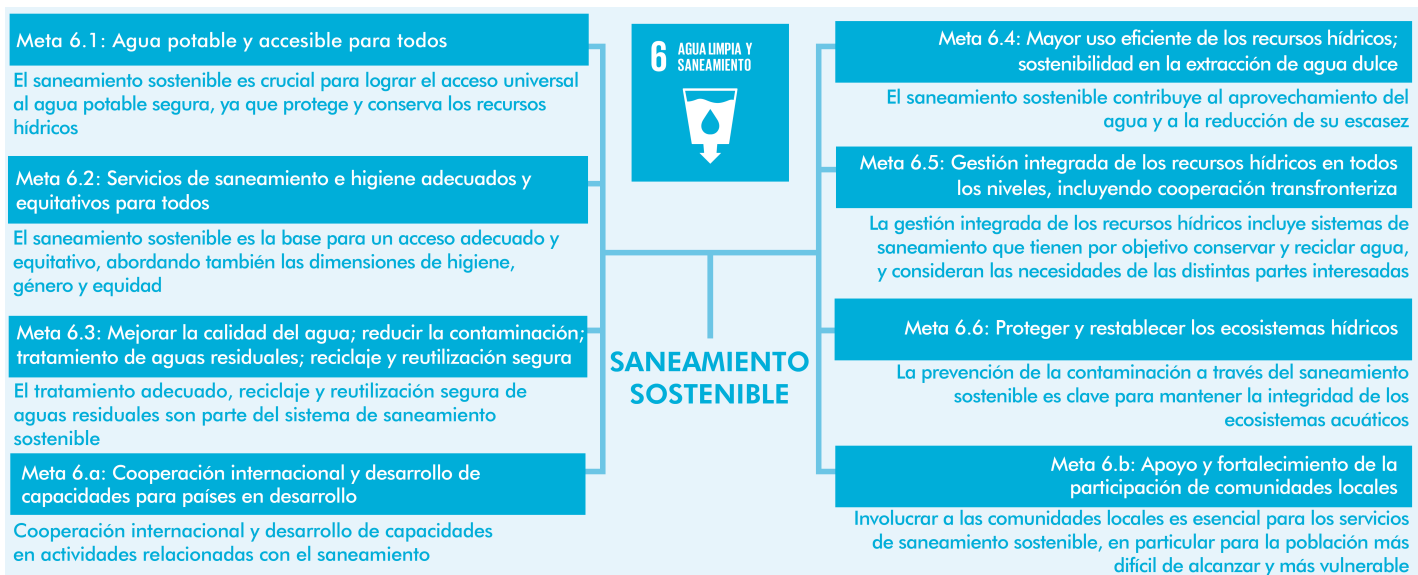 Meta 6.1: Agua potable y accesible para todos
El saneamiento sostenible es crucial para lograr el acceso universal
al agua potable segura, ya que protege y conserva los recursos
hídricos
Meta 6.2: Servicios de saneamiento e higiene adecuados y
equitativos para todos
El saneamiento sostenible es la base para un acceso adecuado y
equitativo, abordando también las dimensiones de higiene,
género y equidad
Meta 6.3: Mejorar la calidad del agua; reducir la contaminación;
tratamiento de aguas residuales; reciclaje y reutilización segura
El tratamiento adecuado, reciclaje y reutilización segura de
aguas residuales son parte del sistema de saneamiento
sostenible
Meta 6.a: Cooperación internacional y desarrollo de
capacidades para países en desarrollo
Cooperación internacional y desarrollo de capacidades
en actividades relacionadas con el saneamiento
6 AGUA LIMPIA Y
SANEAMIENTO
SANEAMIENTO
SOSTENIBLE
Meta 6.4: Mayor uso eficiente de los recursos hídricos;
sostenibilidad en la extracción de agua dulce
El saneamiento sostenible contribuye al aprovechamiento del
agua y a la reducción de su escasez
Meta 6.5: Gestión integrada de los recursos hídricos en todos
los niveles, incluyendo cooperación transfronteriza
La gestión integrada de los recursos hídricos incluye sistemas de
saneamiento que tienen por objetivo conservar y reciclar agua,
y consideran las necesidades de las distintas partes interesadas
Meta 6.6: Proteger y restablecer los ecosistemas hídricos
La prevención de la contaminación a través del saneamiento
sostenible es clave para mantener la integridad de los
ecosistemas acuáticos
Meta 6.b: Apoyo y fortalecimiento de la
participación de comunidades locales
Involucrar a las comunidades locales es esencial para los servicios
de saneamiento sostenible, en particular para la población más
difícil de alcanzar y más vulnerable